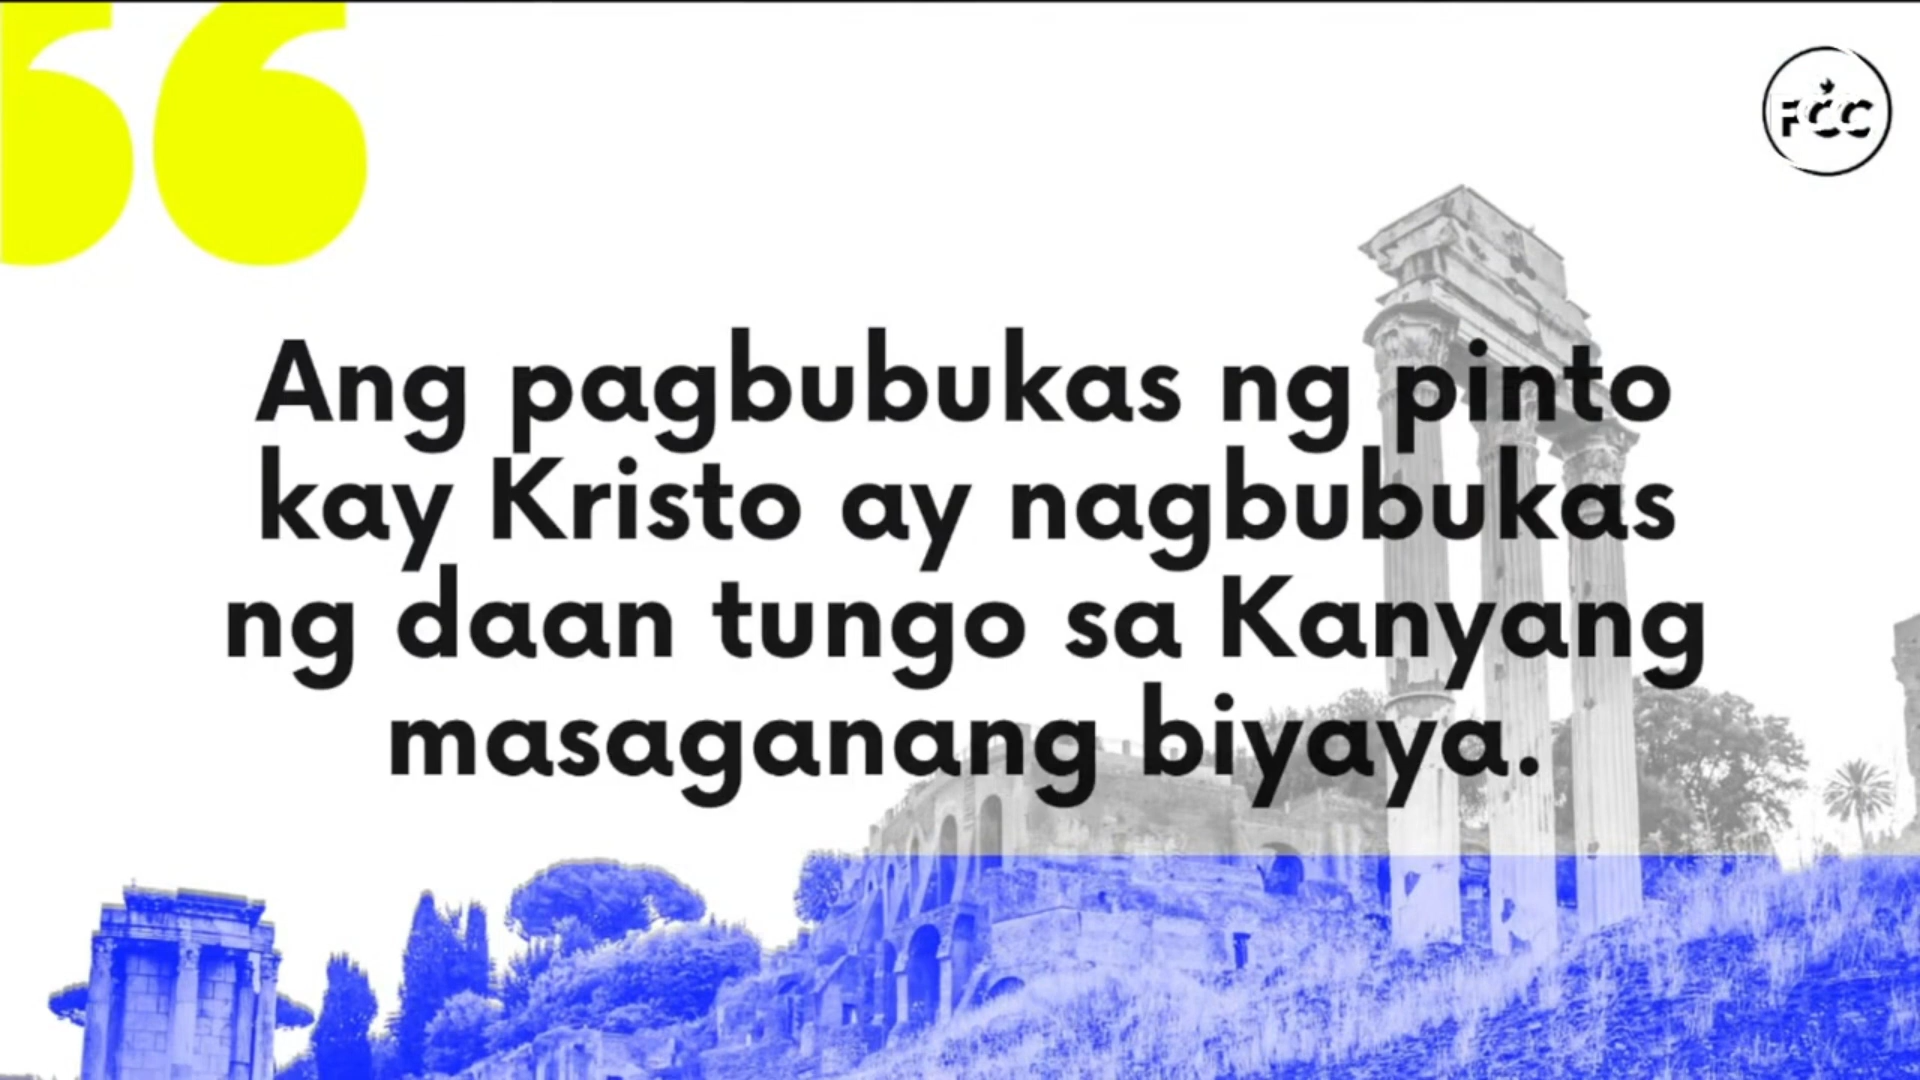 FCC
Ang pagbubukas ng pinto
kay Kristo ay nagbubukas
ng daan tungo sa Kanyang
masaganang biyaya.